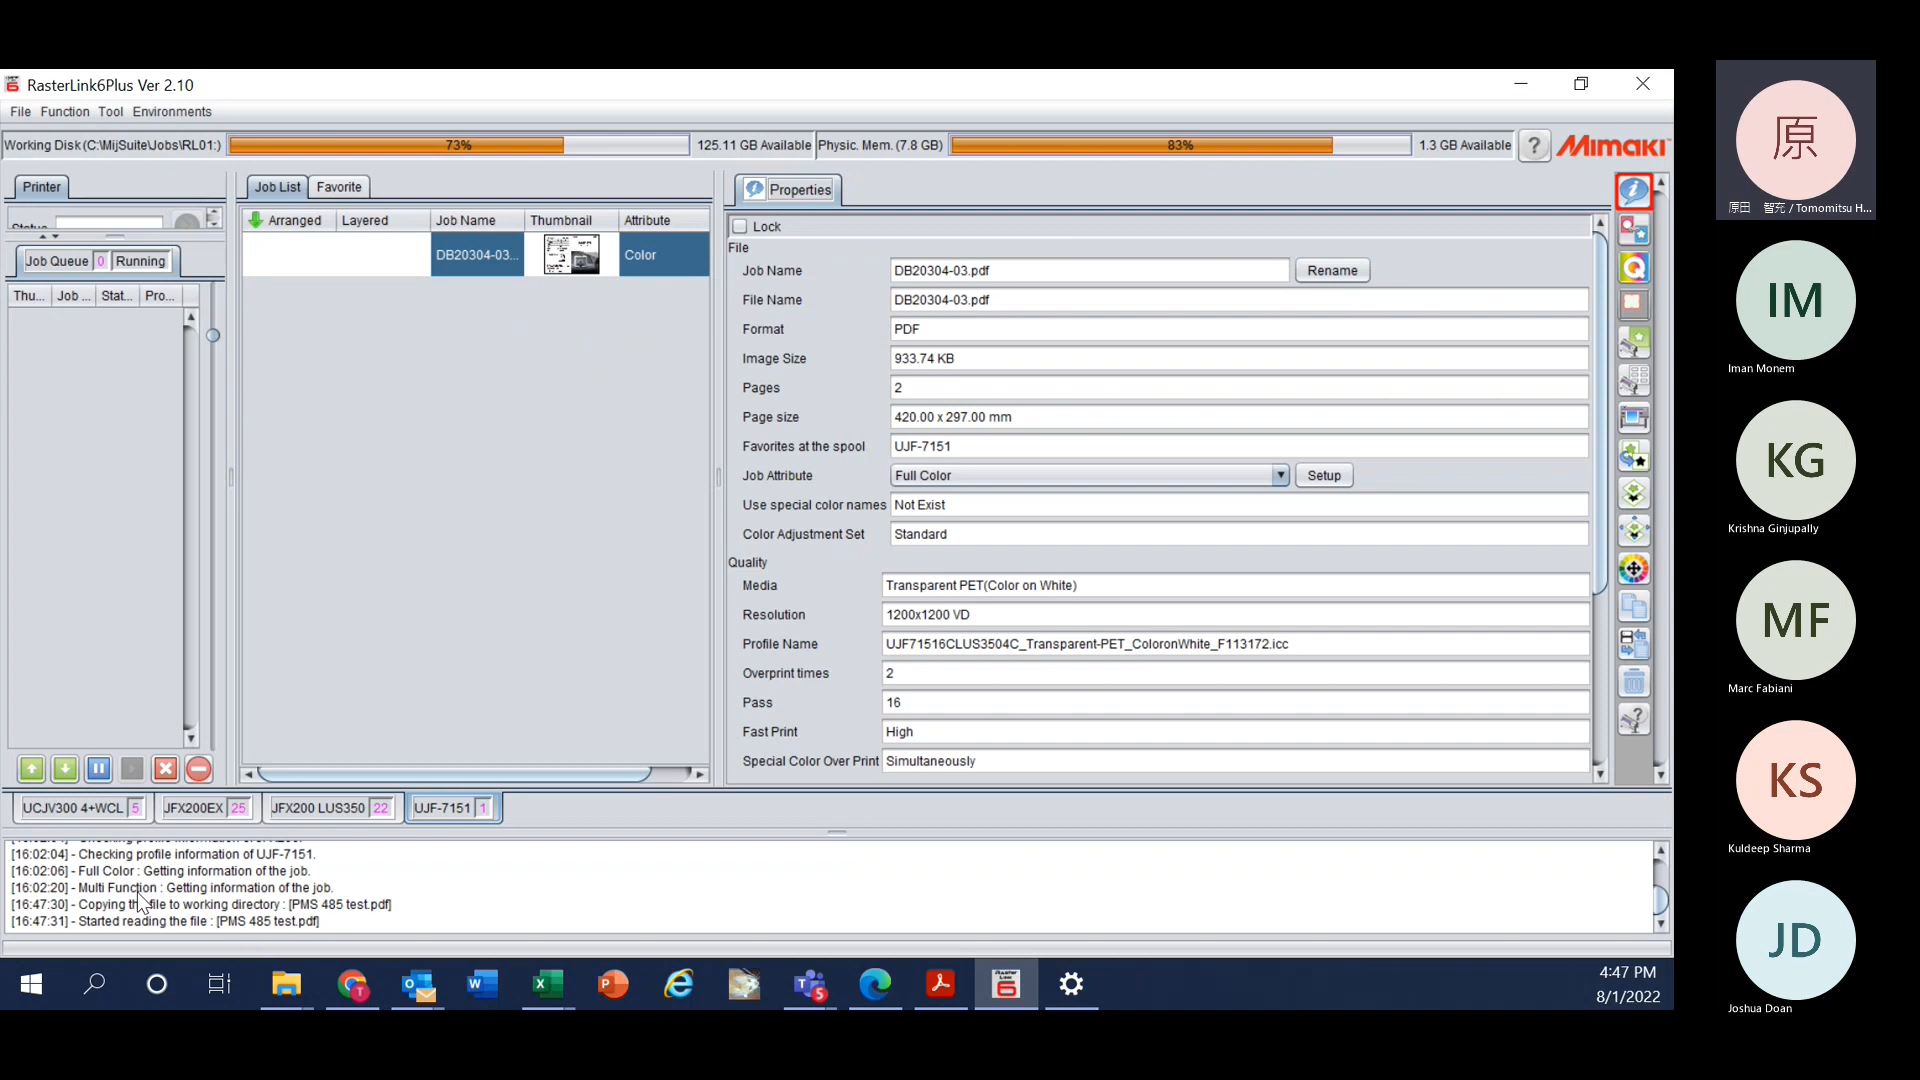 RasterLink6Plus Ver 2.10
File Function Tool Environments
Working Disk (C:\MijSuite\Jobs\RL01:) 73% 125.11 GB Available Physic. Mem. (7.8 GB) 83% 1.3 GB Available ? Mimaki
Printer
Status
Job Queue 0 Running
Thu... Job ... Stat... Pro...
Job List Favorite
Arranged Layered Job Name Thumbnail Attribute
DB20304-03... Color
Properties
Lock
File
Job Name DB20304-03.pdf Rename
File Name DB20304-03.pdf
Format PDF
Image Size 933.74 KB
Pages 2
Page size 420.00 x 297.00 mm
Favorites at the spool UJF-7151
Job Attribute Full Color Setup
Use special color names Not Exist
Color Adjustment Set Standard
Quality
Media Transparent PET(Color on White)
Resolution 1200x1200 VD
Profile Name UJF71516CLUS3504C_Transparent-PET_ColoronWhite_F113172.icc
Overprint times 2
Pass 16
Fast Print High
Special Color Over Print Simultaneously
UCJV300 4+WCL 5 JFX200EX 25 JFX200 LUS350 22 UJF-7151 1
[16:02:04] - Checking profile information of UJF-7151.
[16:02:06] - Full Color : Getting information of the job.
[16:02:20] - Multi Function : Getting information of the job.
[16:47:30] - Copying the file to working directory : [PMS 485 test.pdf]
[16:47:31] - Started reading the file : [PMS 485 test.pdf]
4:47 PM
8/1/2022
原
原田 智充 / Tomomitsu H...
IM
Iman Monem
KG
Krishna Ginjupally
MF
Marc Fabiani
KS
Kuldeep Sharma
JD
Joshua Doan